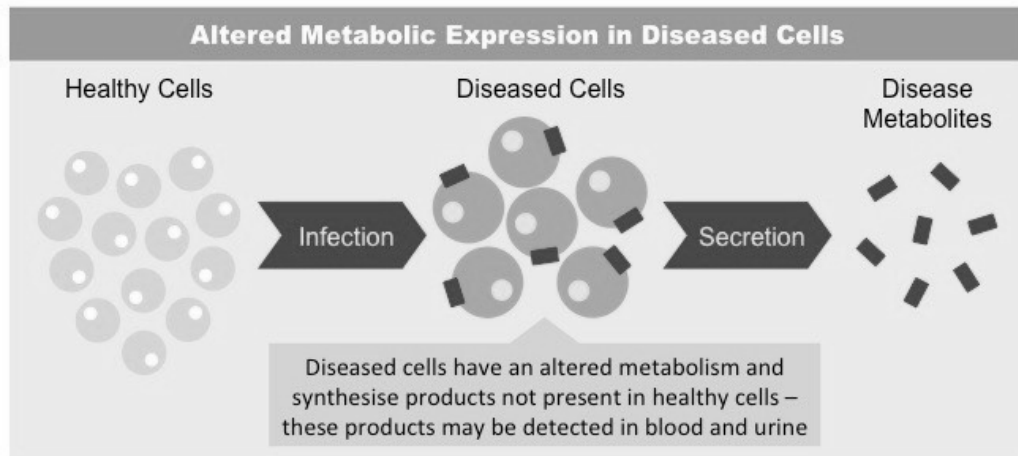 Altered Metabolic Expression in Diseased Cells
Healthy Cells
Diseased Cells
Disease
Metabolites
Infection
Secretion
Diseased cells have an altered metabolism and
synthesise products not present in healthy cells –
these products may be detected in blood and urine